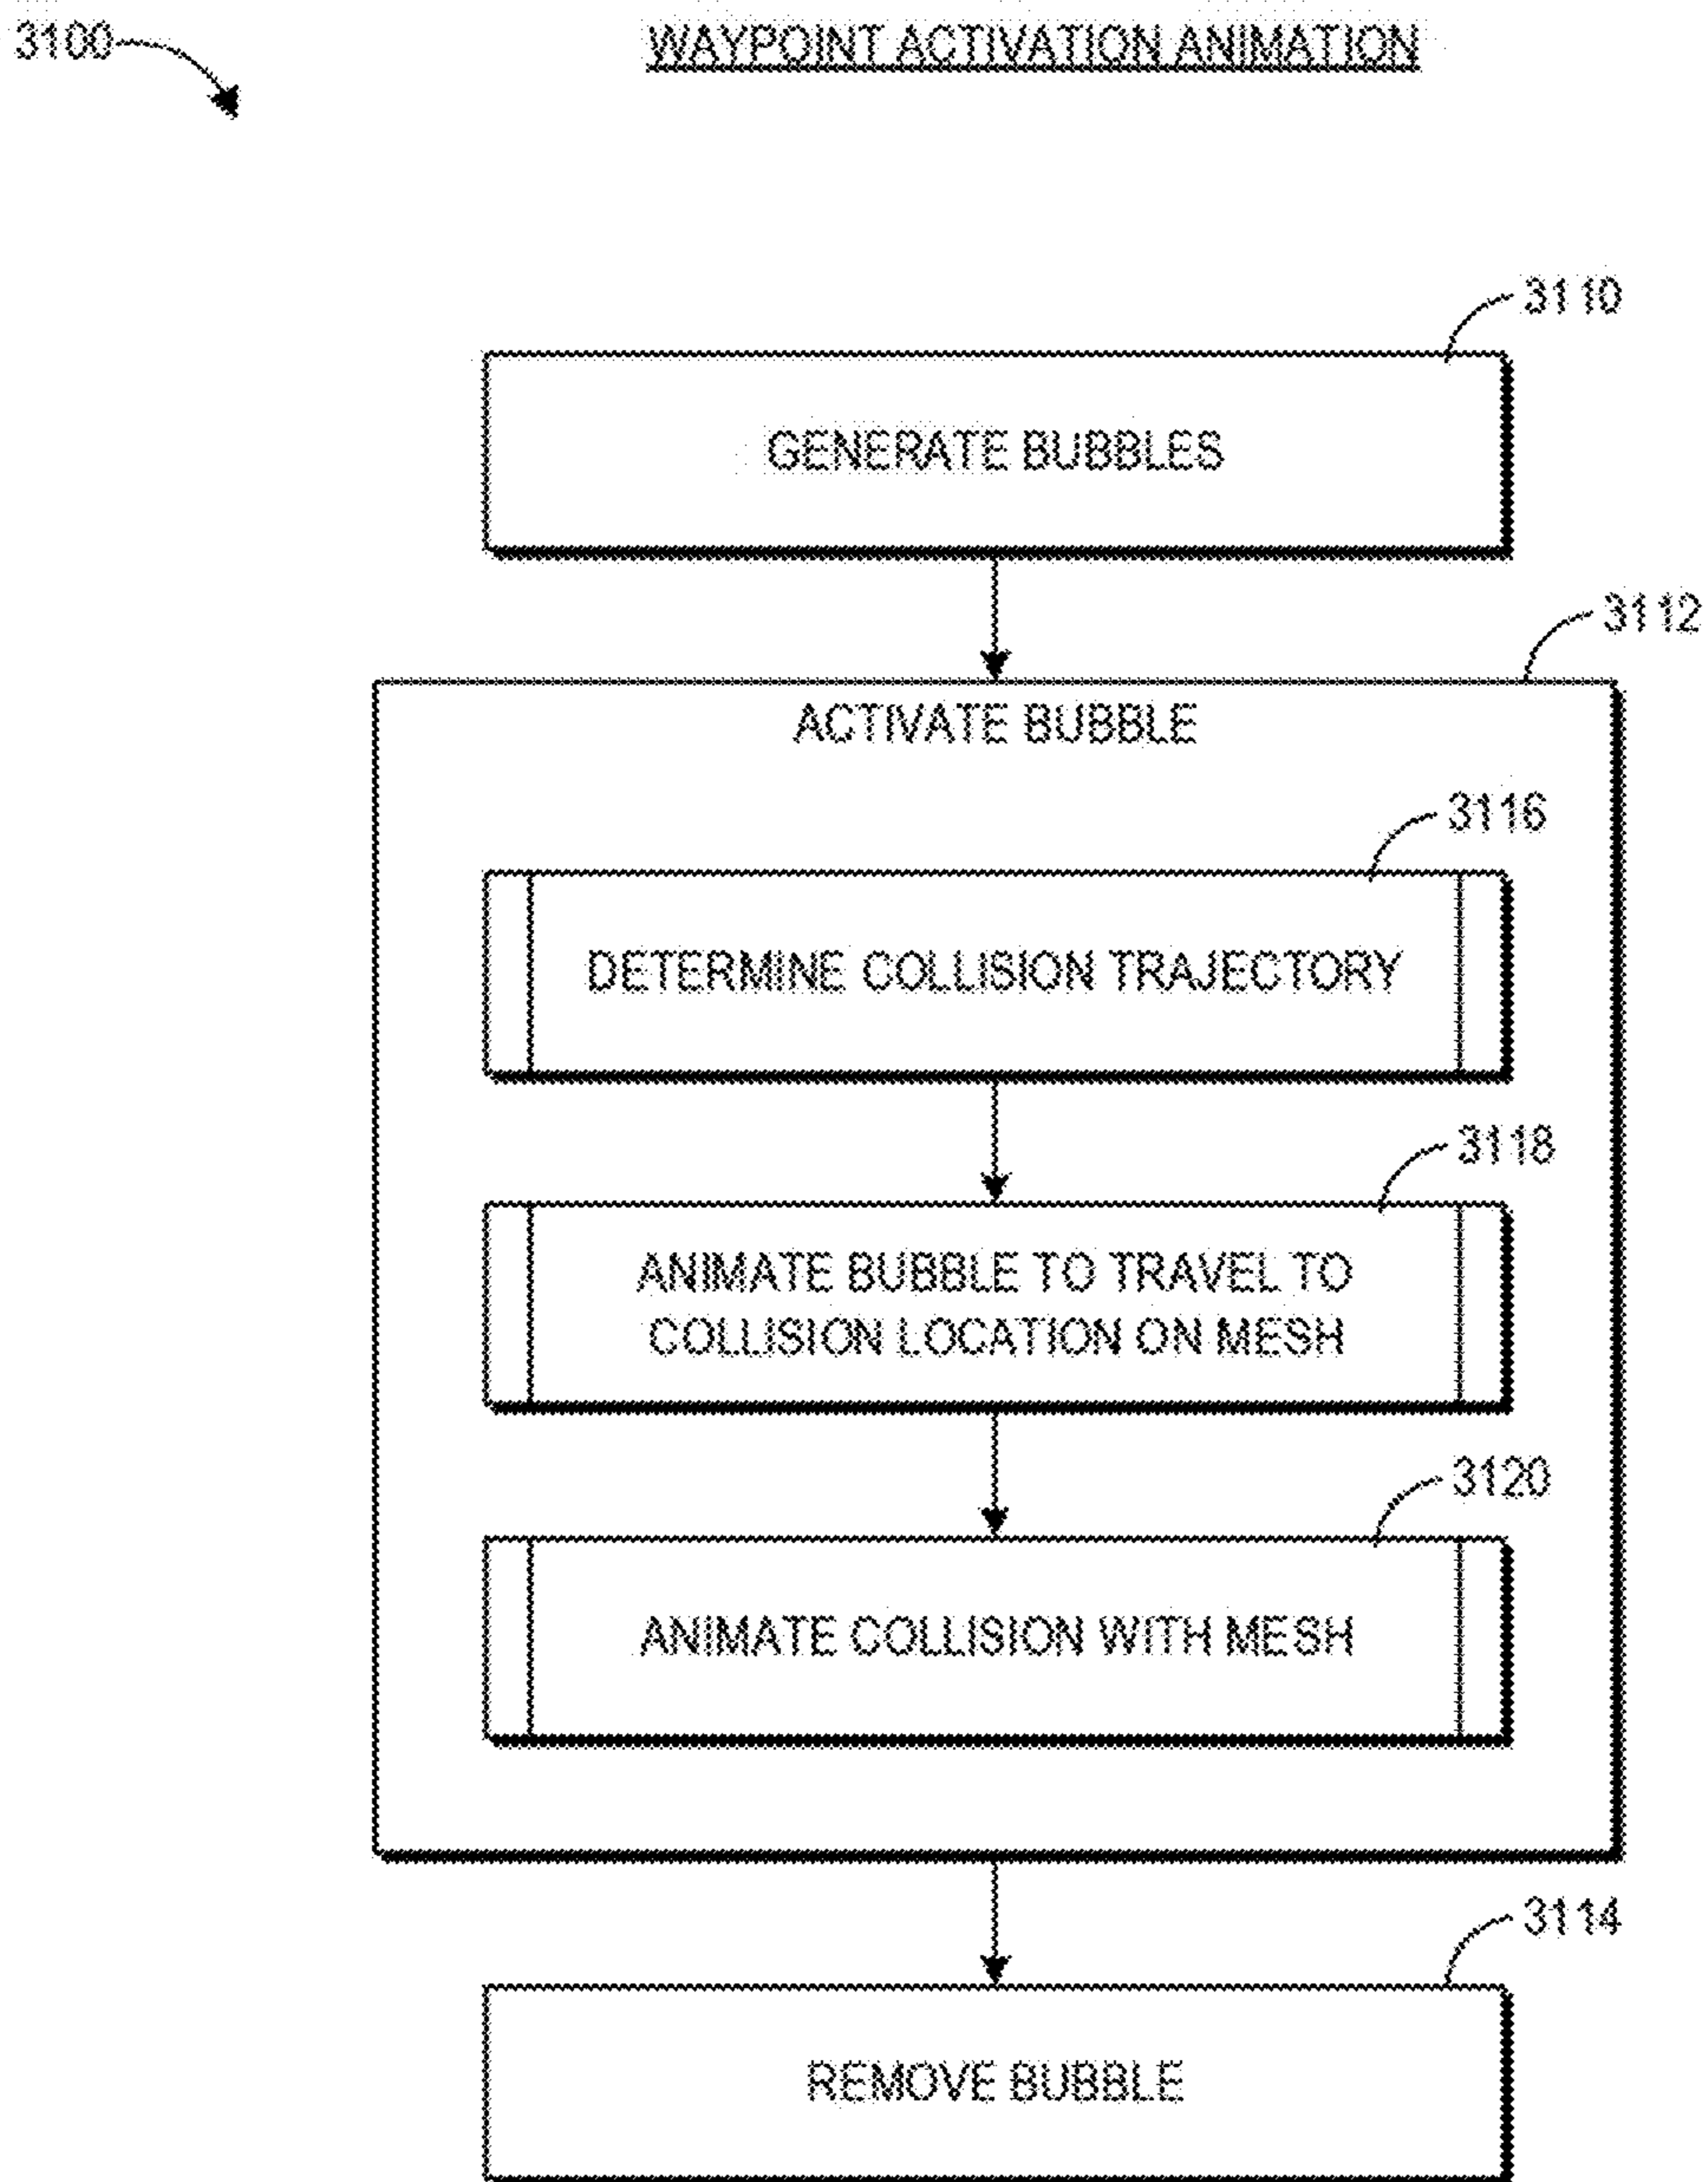 3100
WAYPOINT ACTIVATION ANIMATION
3110
GENERATE BUBBLES
3112
ACTIVATE BUBBLE
3116
DETERMINE COLLISION TRAJECTORY
3118
ANIMATE BUBBLE TO TRAVEL TO
COLLISION LOCATION ON MESH
3120
ANIMATE COLLISION WITH MESH
3114
REMOVE BUBBLE